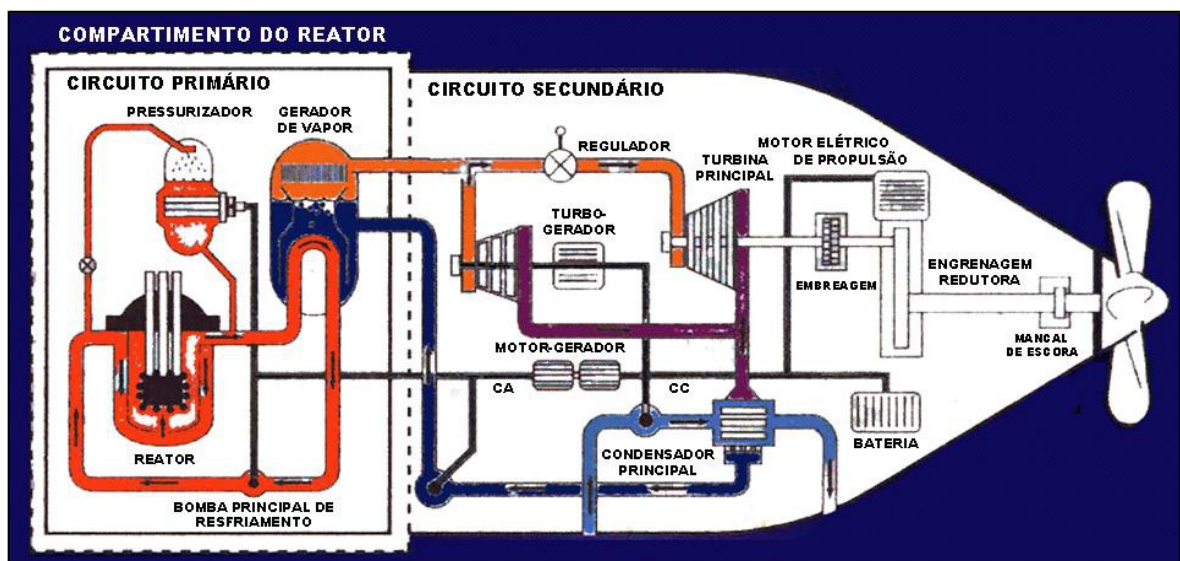 COMPARTIMENTO DO REATOR
CIRCUITO PRIMÁRIO
PRESSURIZADOR
GERADOR
DE VAPOR
REATOR
BOMBA PRINCIPAL DE
RESFRIAMENTO
CIRCUITO SECUNDÁRIO
REGULADOR
TURBINA
PRINCIPAL
MOTOR ELÉTRICO
DE PROPULSÃO
TURBO-
GERADOR
EMBREAGEM
ENGRENAGEM
REDUTORA
MANCAL
DE ESCORA
MOTOR-GERADOR
CA
CC
BATERIA
CONDENSADOR
PRINCIPAL